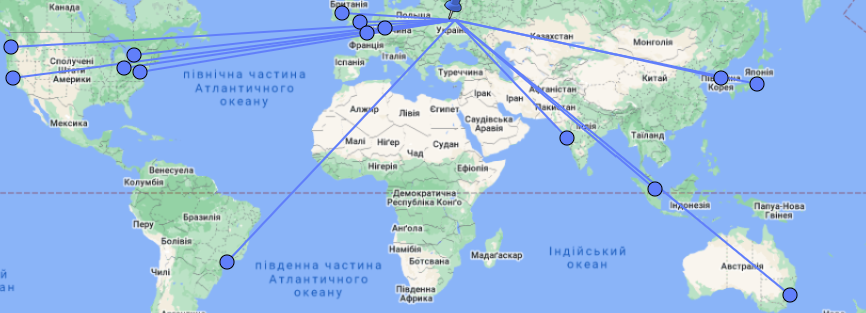 Канада
Британія
Польща
Україна
Казахстан
Монголія
Франція
Італія
Іспанія
Туреччина
Сполучені
Штати
Америки
північна частина
Атлантичного
океану
Китай
Японія
Корея
Афганістан
Пакистан
Ірак
Іран
Алжир
Лівія
Єгипет
Саудівська
Аравія
Мексика
Малі
Нігер
Чад
Судан
Таїланд
Нігерія
Ефіопія
Венесуела
Колумбія
Демократична
Республіка Конго
Індонезія
Папуа-Нова
Гвінея
Бразилія
Перу
Ангола
Болівія
Намібія
Ботсвана
Мадагаскар
Індійський
океан
Австралія
Чилі
південна частина
Атлантичного
океану
Південна
Африка